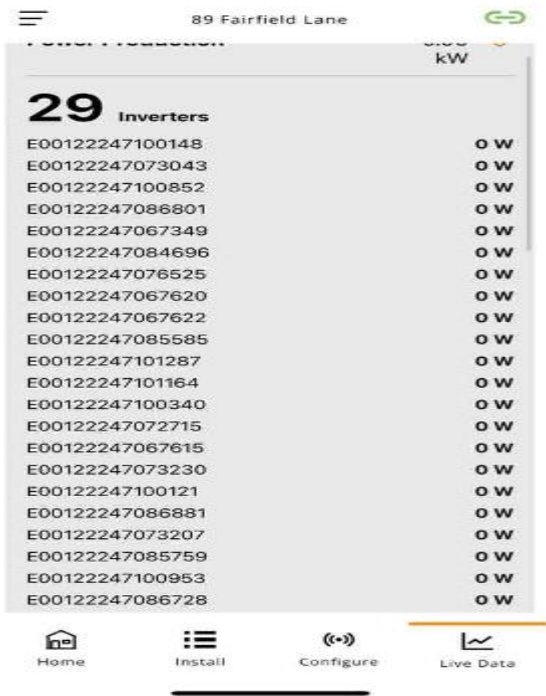 89 Fairfield Lane
Power Production
kW
29 Inverters
E00122247100148 0 W
E00122247073043 0 W
E00122247100852 0 W
E00122247086801 0 W
E00122247067349 0 W
E00122247084696 0 W
E00122247076525 0 W
E00122247067620 0 W
E00122247067622 0 W
E00122247085585 0 W
E00122247101287 0 W
E00122247101164 0 W
E00122247100340 0 W
E00122247072715 0 W
E00122247067615 0 W
E00122247073230 0 W
E00122247100121 0 W
E00122247086881 0 W
E00122247073207 0 W
E00122247085759 0 W
E00122247100953 0 W
E00122247086728 0 W
Home Install Configure Live Data